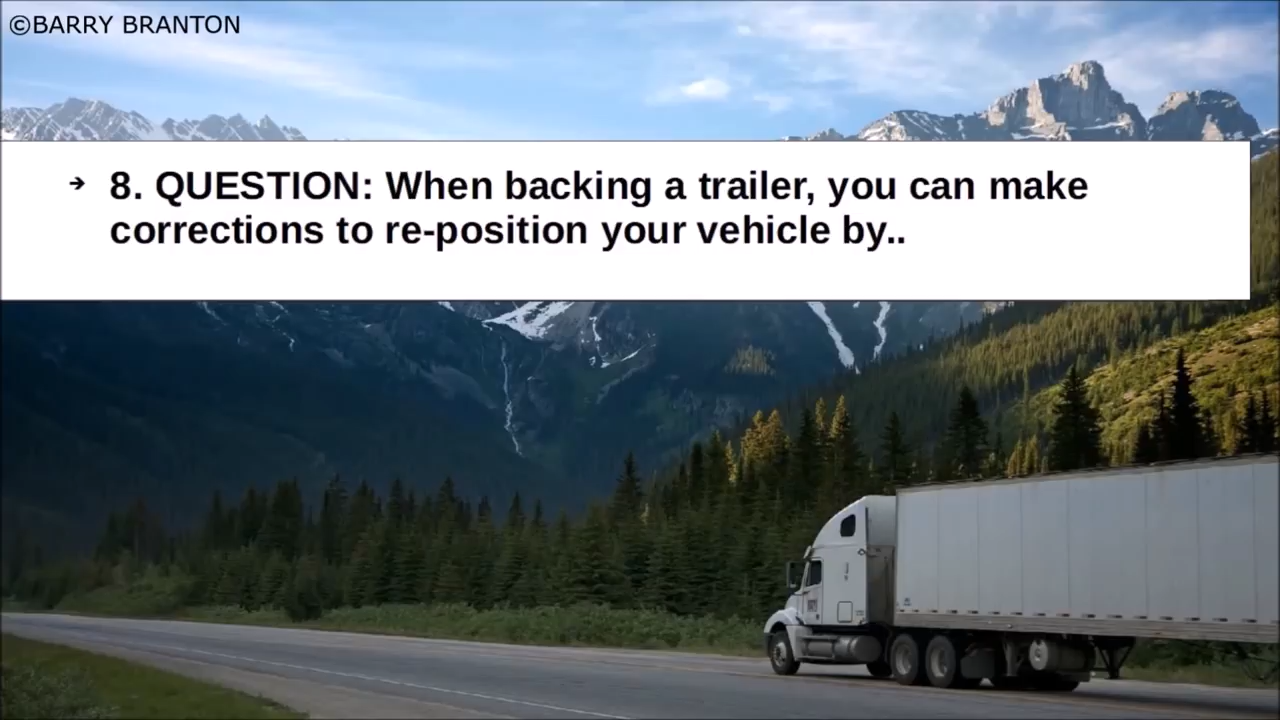 ©BARRY BRANTON
→ 8. QUESTION: When backing a trailer, you can make
corrections to re-position your vehicle by..